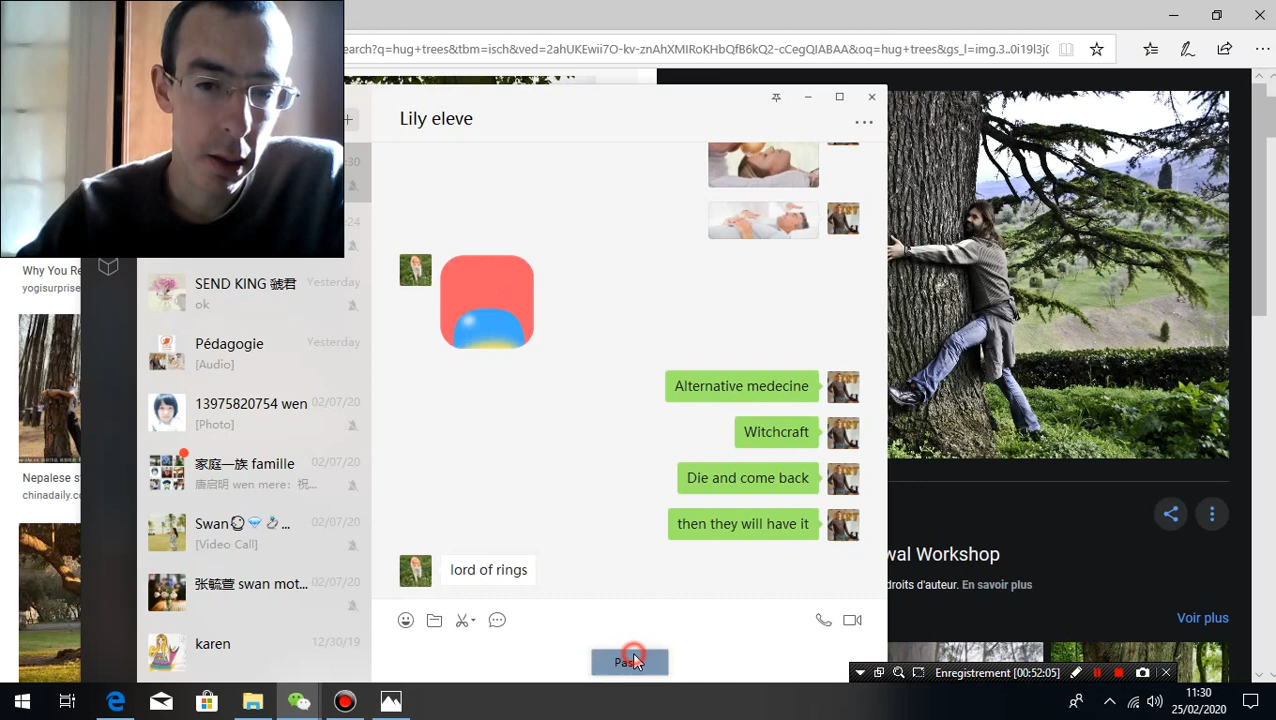 search?q=hug+trees&tbm=isch&ved=2ahUKEwii7O-kv-znAhXMIRoKHbQfB6kQ2-cCegQIABAA&oq=hug+trees&gs_l=img.3..0i19l3j0
Lily eleve
:30
:24
Why You Re
yogisurprise.
SEND KING 虢君
Yesterday
ok
Pédagogie
Yesterday
[Audio]
13975820754 wen
02/07/20
[Photo]
家庭一族 famille
02/07/20
唐启明 wen mere：祝...
Swan
...
02/07/20
[Video Call]
张毓萱 swan mot...
02/07/20
karen
12/30/19
Nepalese s
chinadaily.c
Alternative medecine
Witchcraft
Die and come back
then they will have it
lord of rings
wal Workshop
droits d'auteur. En savoir plus
Voir plus
Enregistrement [00:52:05]
11:30
25/02/2020